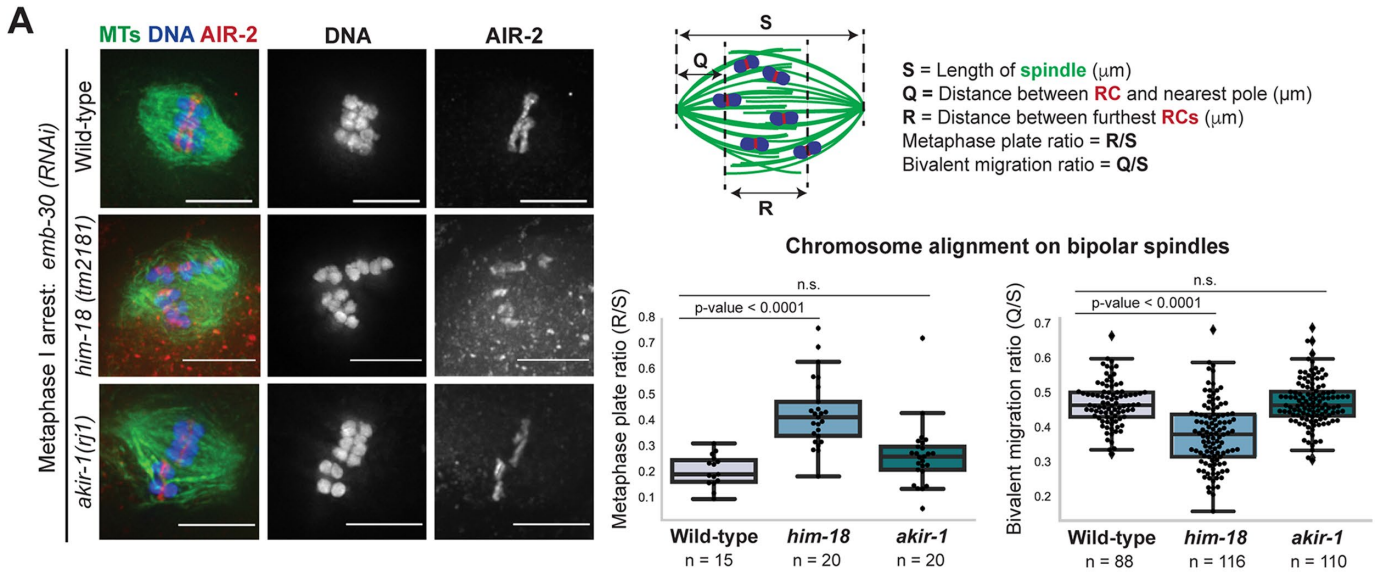 A
MTs DNA AIR-2
DNA
AIR-2
Metaphase I arrest: emb-30 (RNAi)
Wild-type
him-18 (tm2181)
akir-1(rj1)
S
Q
R
S = Length of spindle (μm)
Q = Distance between RC and nearest pole (μm)
R = Distance between furthest RCs (μm)
Metaphase plate ratio = R/S
Bivalent migration ratio = Q/S
Chromosome alignment on bipolar spindles
n.s.
p-value < 0.0001
Metaphase plate ratio (R/S)
0.8
0.7
0.6
0.5
0.4
0.3
0.2
0.1
Wild-type
him-18
akir-1
n = 15
n = 20
n = 20
n.s.
p-value < 0.0001
Bivalent migration ratio (Q/S)
0.7
0.6
0.5
0.4
0.3
0.2
Wild-type
him-18
akir-1
n = 88
n = 116
n = 110